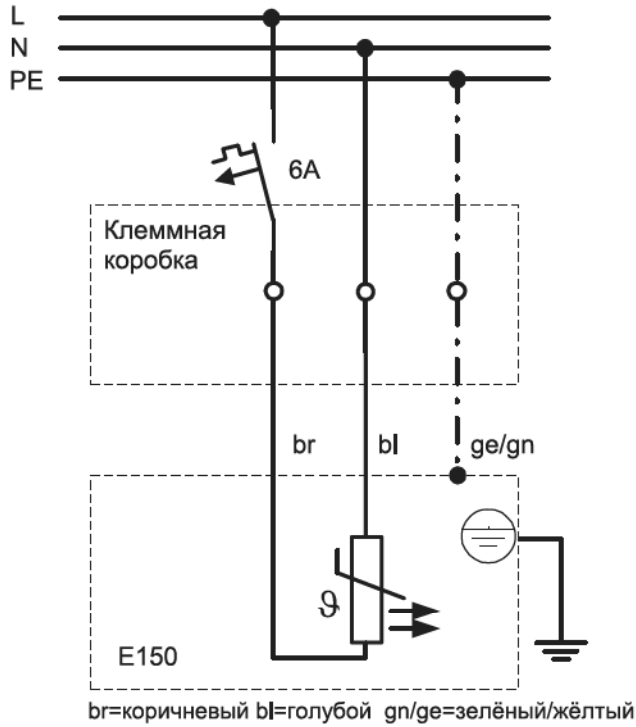 L
N
PE
6A
Клеммная
коробка
br bl ge/gn
ϑ
E150
br=коричневый bl=голубой gn/ge=зелёный/жёлтый